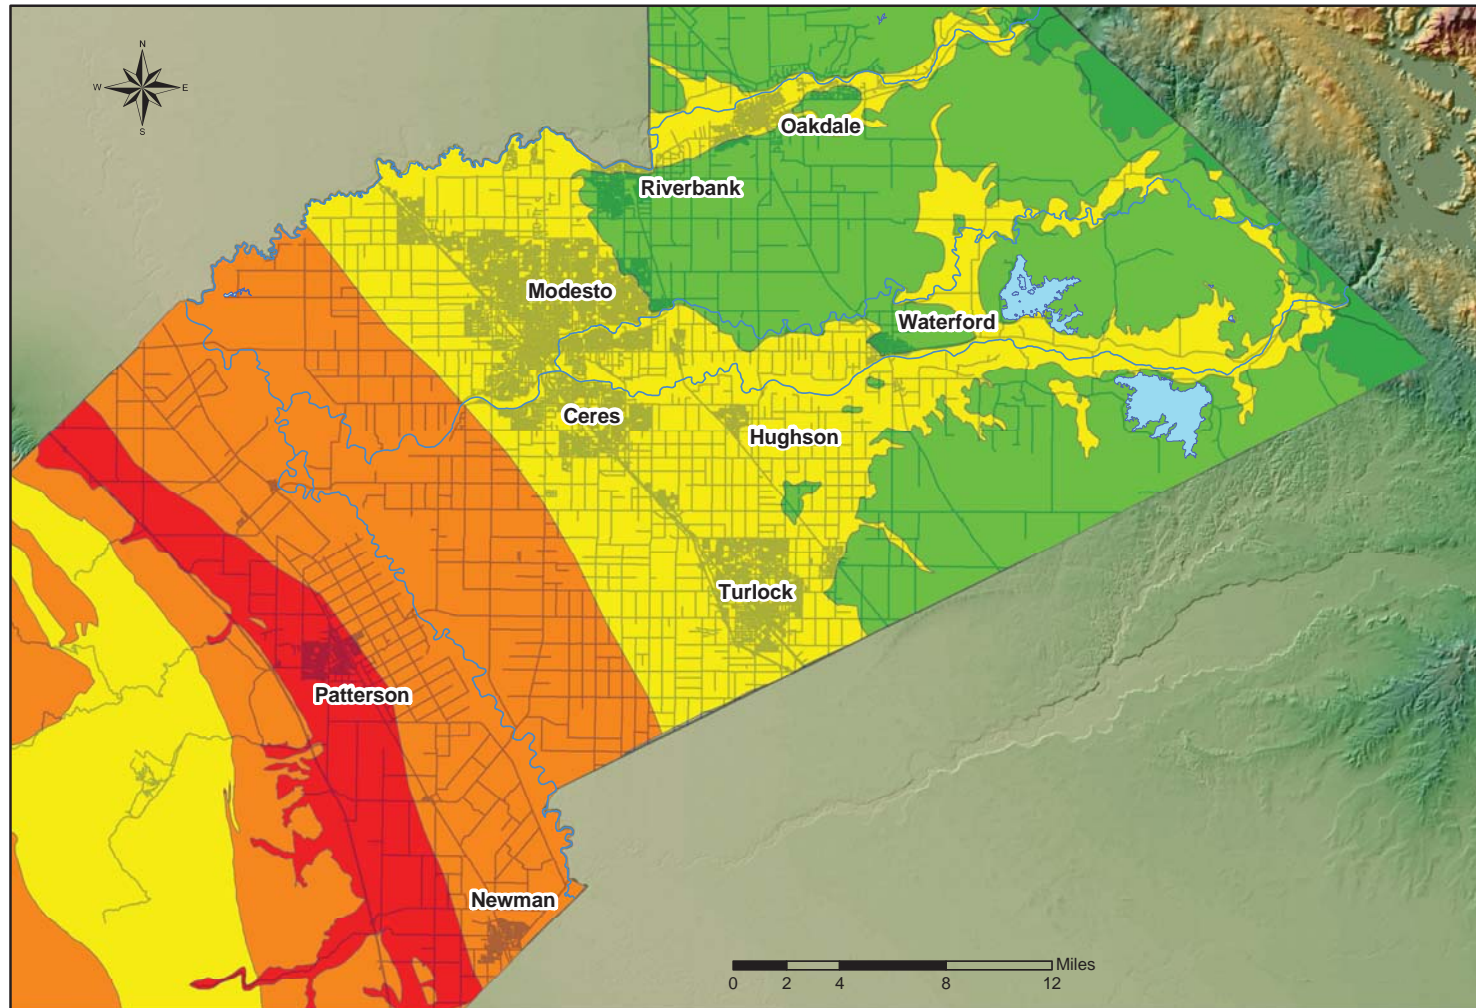 N
W E
S
Oakdale
Riverbank
Modesto
Waterford
Ceres
Hughson
Turlock
Patterson
Newman
Miles
0 2 4 8 12